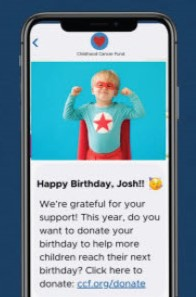 Childhood Cancer Fund
Happy Birthday, Josh!! 🥳
We're grateful for your
support! This year, do you
want to donate your
birthday to help more
children reach their next
birthday? Click here to
donate: ccf.org/donate